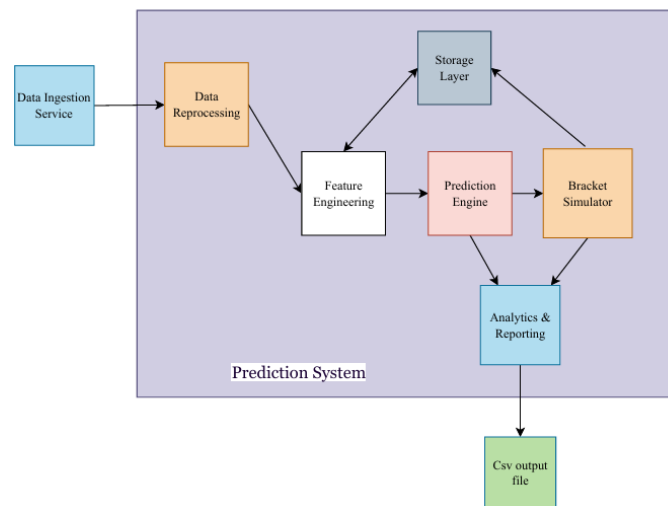 Storage
Layer
Data Ingestion
Service
Data
Reprocessing
Feature
Engineering
Prediction
Engine
Bracket
Simulator
Analytics &
Reporting
Prediction System
Csv output
file